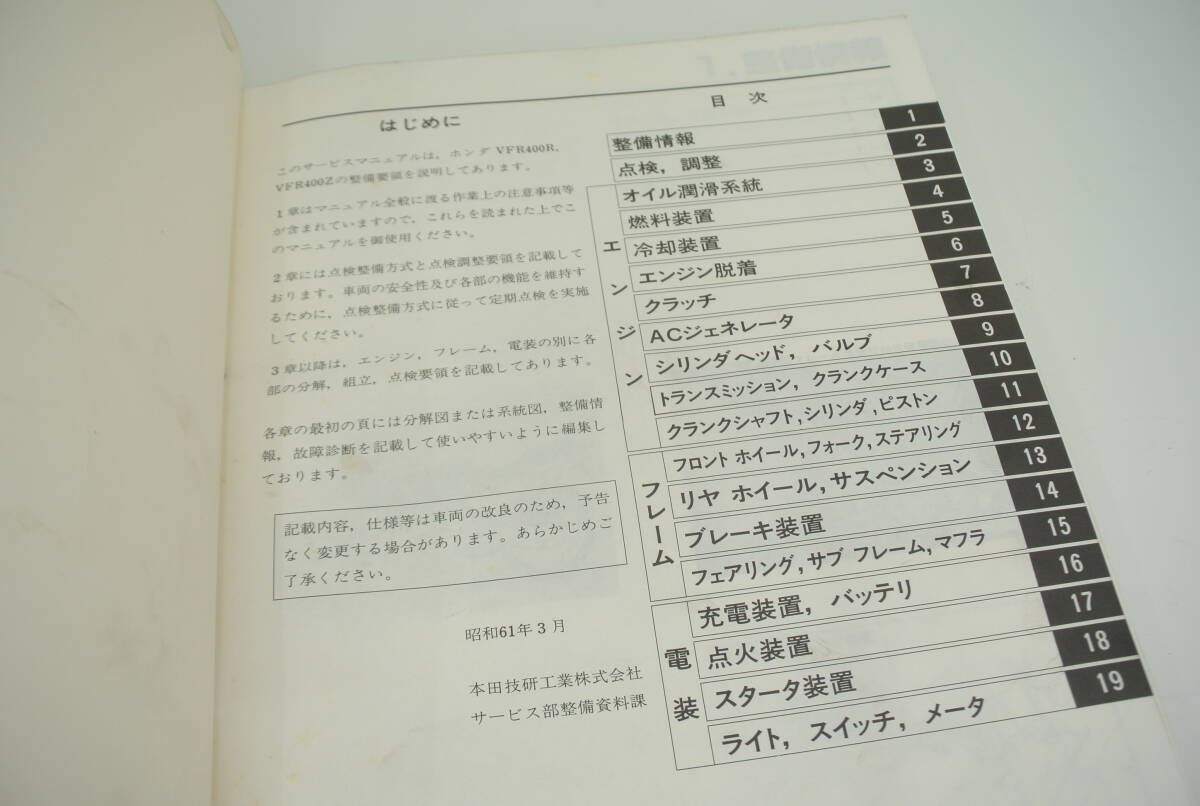 はじめに
このサービスマニュアルは，ホンダ VFR400R，
VFR400Zの整備要領を説明してあります。
1章はマニュアル全般に渡る作業上の注意事項等
が含まれていますので，これらを読まれた上でこ
のマニュアルを御使用ください。
2章には点検整備方式と点検調整要領を記載して
おります。車両の安全性及び各部の機能を維持す
るために，点検整備方式に従って定期点検を実施
してください。
3章以降は，エンジン，フレーム，電装の別に各
部の分解，組立，点検要領を記載してあります。
各章の最初の頁には分解図または系統図，整備情
報，故障診断を記載して使いやすいように編集し
ております。
記載内容，仕様等は車両の改良のため，予告
なく変更する場合があります。あらかじめご
了承ください。
昭和61年3月
本田技研工業株式会社
サービス部整備資料課
目 次
整備情報 1
点検，調整 2
エンジン
オイル潤滑系統 3
燃料装置 4
冷却装置 5
エンジン脱着 6
クラッチ 7
ACジェネレータ 8
シリンダヘッド，バルブ 9
トランスミッション，クランクケース 10
クランクシャフト，シリンダ，ピストン 11
フレーム
フロント ホイール，フォーク，ステアリング 12
リヤ ホイール，サスペンション 13
ブレーキ装置 14
フェアリング，サブ フレーム，マフラ 15
電装
充電装置，バッテリ 16
点火装置 17
スタータ装置 18
ライト，スイッチ，メータ 19